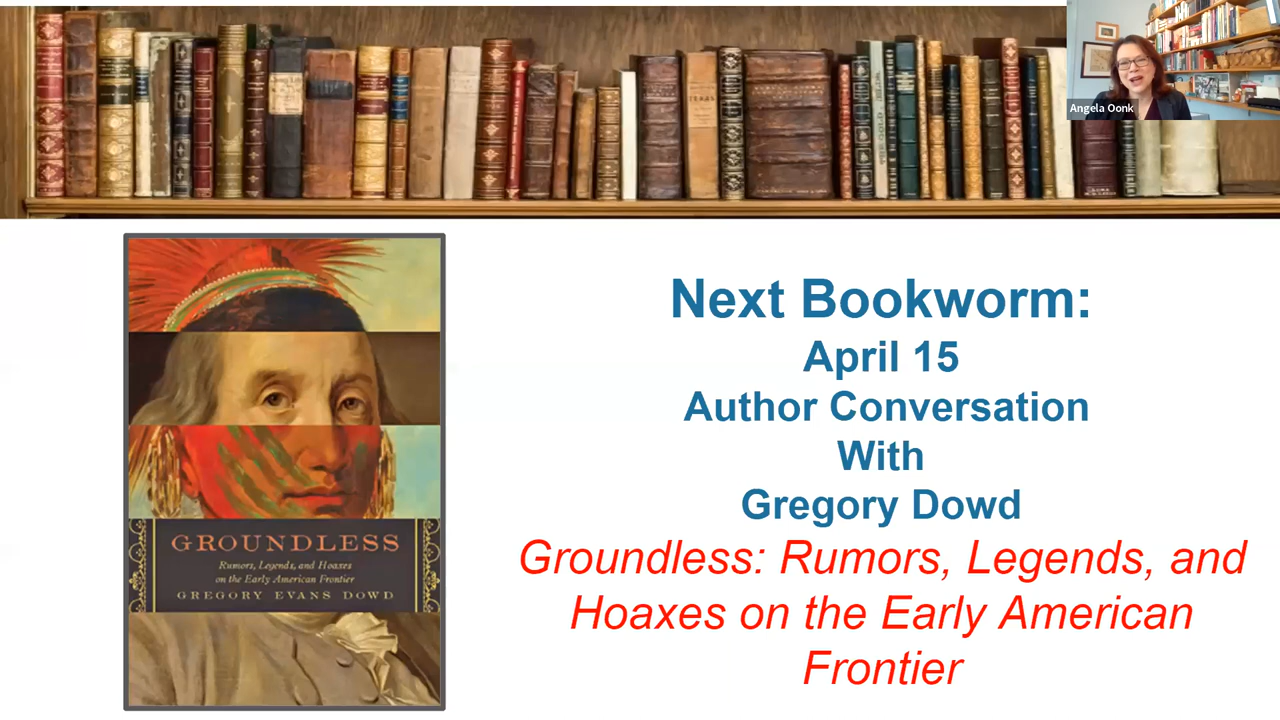 Angela Oonk
TEXAS
Next Bookworm:
April 15
Author Conversation
With
Gregory Dowd
Groundless: Rumors, Legends, and
Hoaxes on the Early American
Frontier
GROUNDLESS
Rumors, Legends, and Hoaxes
on the Early American Frontier
GREGORY EVANS DOWD